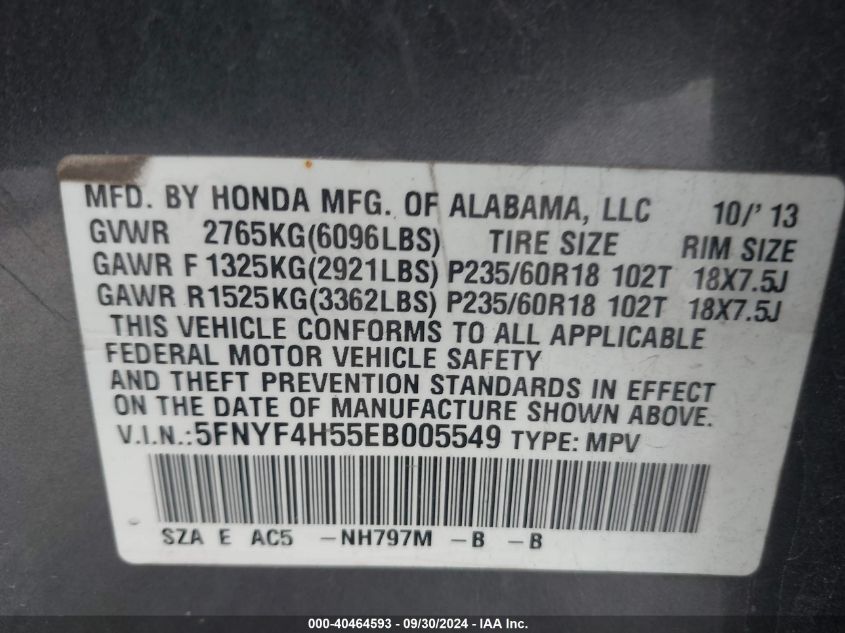 MFD. BY HONDA MFG. OF ALABAMA, LLC 10/' 13
GVWR 2765KG(6096LBS) TIRE SIZE RIM SIZE
GAWR F 1325KG(2921LBS) P235/60R18 102T 18X7.5J
GAWR R 1525KG(3362LBS) P235/60R18 102T 18X7.5J
THIS VEHICLE CONFORMS TO ALL APPLICABLE
FEDERAL MOTOR VEHICLE SAFETY
AND THEFT PREVENTION STANDARDS IN EFFECT
ON THE DATE OF MANUFACTURE SHOWN ABOVE.
V.I.N.:5FNYF4H55EB005549 TYPE: MPV
SZA E AC5 -NH797M -B -B
000-40464593 - 09/30/2024 - IAA Inc.